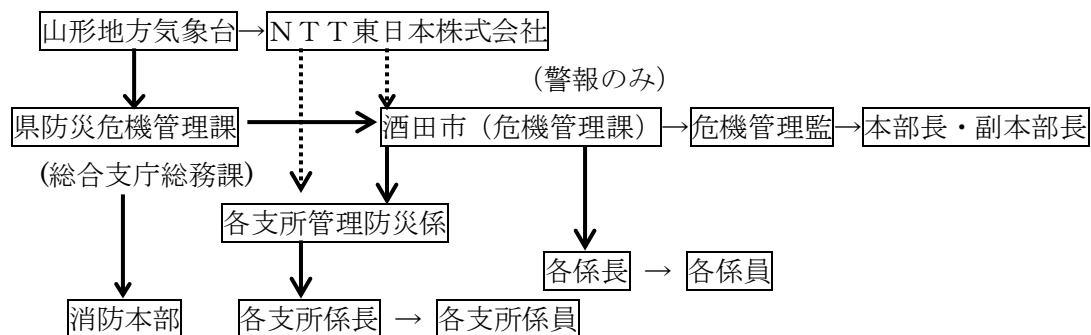 山形地方気象台→ＮＴＴ東日本株式会社
（警報のみ）
県防災危機管理課 酒田市（危機管理課）→危機管理監→本部長・副本部長
(総合支庁総務課)
各支所管理防災係
各係長 → 各係員
消防本部 各支所係長 → 各支所係員